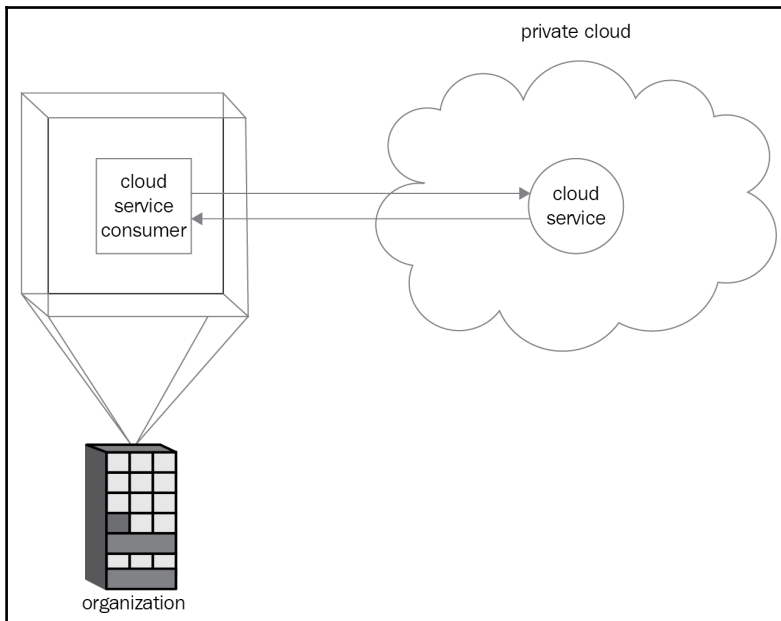 private cloud
cloud
service
consumer
cloud
service
organization